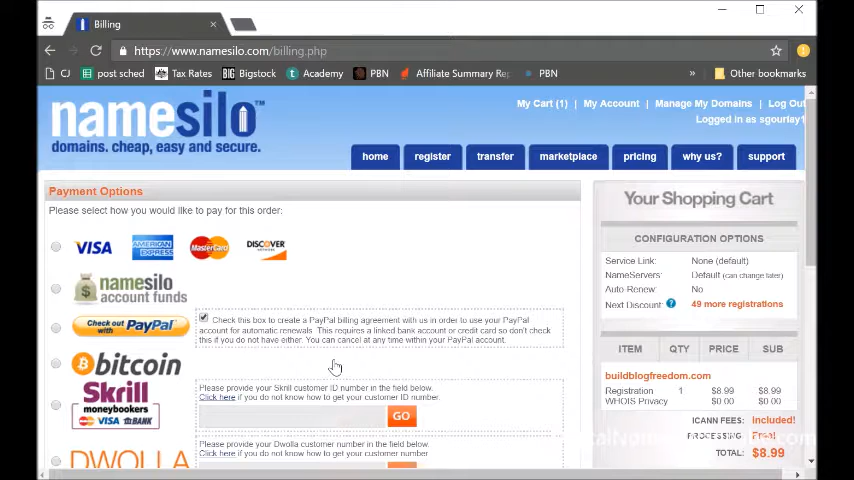 Billing
https://www.namesilo.com/billing.php
CJ
post sched
Tax Rates
BIG Bigstock
Academy
PBN
Affiliate Summary Rep
PBN
»
Other bookmarks
namesilo™
domains. cheap, easy and secure.
My Cart (1) | My Account | Manage My Domains | Log Out
Logged in as sgourlay1
home
register
transfer
marketplace
pricing
why us?
support
Payment Options
Please select how you would like to pay for this order:
VISA
AMERICAN EXPRESS
MasterCard
DISCOVER
namesilo
account funds
Check out with PayPal
Check this box to create a PayPal billing agreement with us in order to use your PayPal
account for automatic renewals. This requires a linked bank account or credit card so don't check
this if you do not have either. You can cancel at any time within your PayPal account.
bitcoin
Skrill
moneybookers
VISA BANK
Please provide your Skrill customer ID number in the field below.
Click here if you do not know how to get your customer ID number.
GO
DWOLLA
Please provide your Dwolla customer number in the field below.
Click here if you do not know how to get your customer number
Your Shopping Cart
CONFIGURATION OPTIONS
Service Link: None (default)
NameServers: Default (can change later)
Auto-Renew: No
Next Discount: ? 49 more registrations
ITEM QTY PRICE SUB
buildblogfreedom.com
Registration 1 $8.99 $8.99
WHOIS Privacy $0.00 $0.00
ICANN FEES: included!
PROCESSING Free!
TOTAL: $8.99